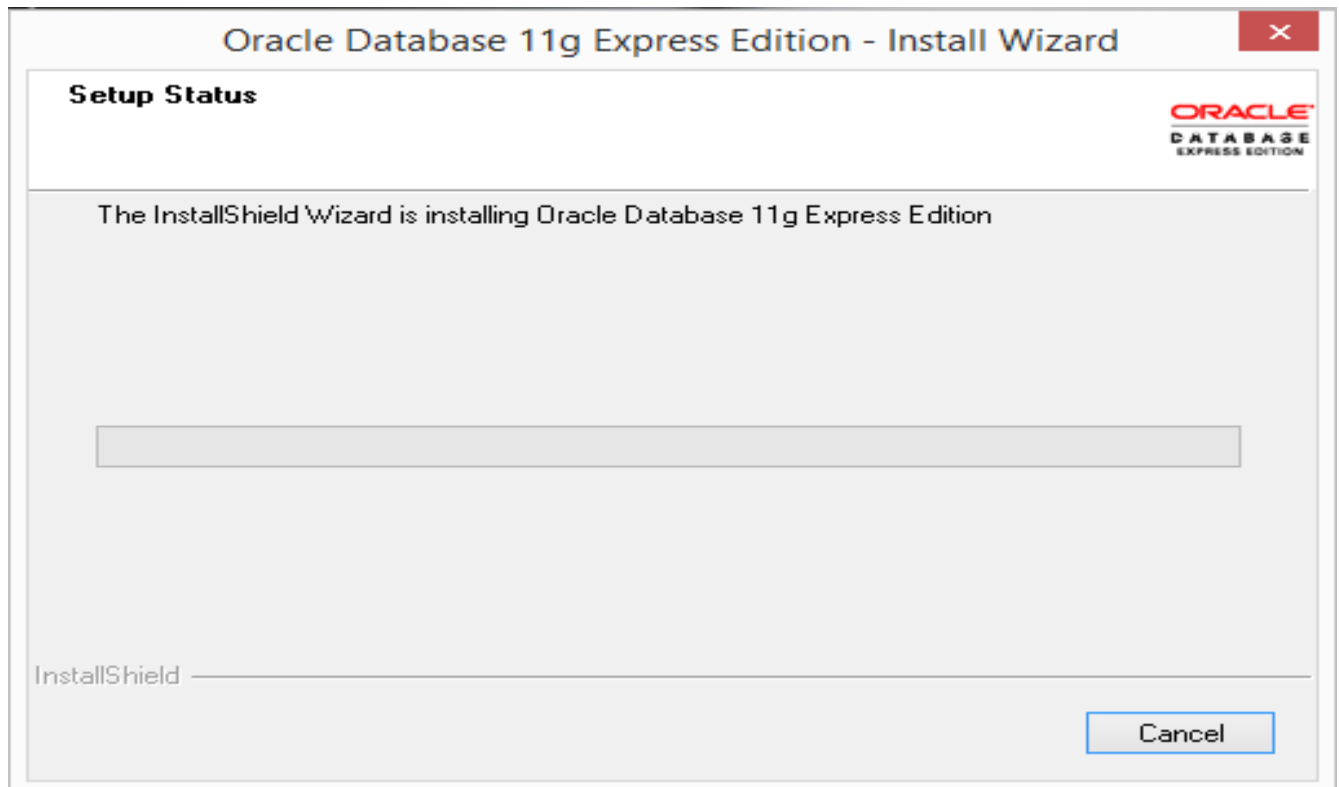 Oracle Database 11g Express Edition - Install Wizard
Setup Status
ORACLE
DATABASE
EXPRESS EDITION
The InstallShield Wizard is installing Oracle Database 11g Express Edition
InstallShield
Cancel